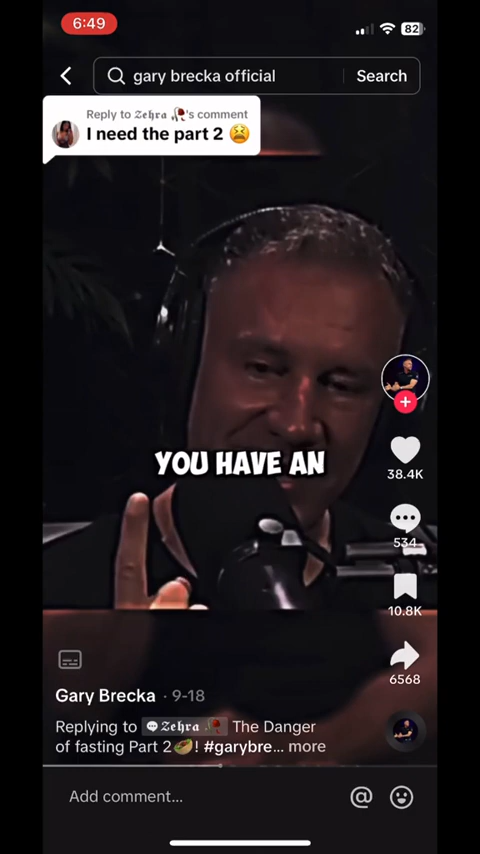 6:49
82
gary brecka official
Search
Reply to 𝖅𝖊𝖍𝖗𝖆 🥀's comment
I need the part 2 😫
YOU HAVE AN
38.4K
534
10.8K
6568
Gary Brecka · 9-18
Replying to 💬𝖅𝖊𝖍𝖗𝖆 🥀 The Danger
of fasting Part 2🥙! #garybre... more
Add comment...
@